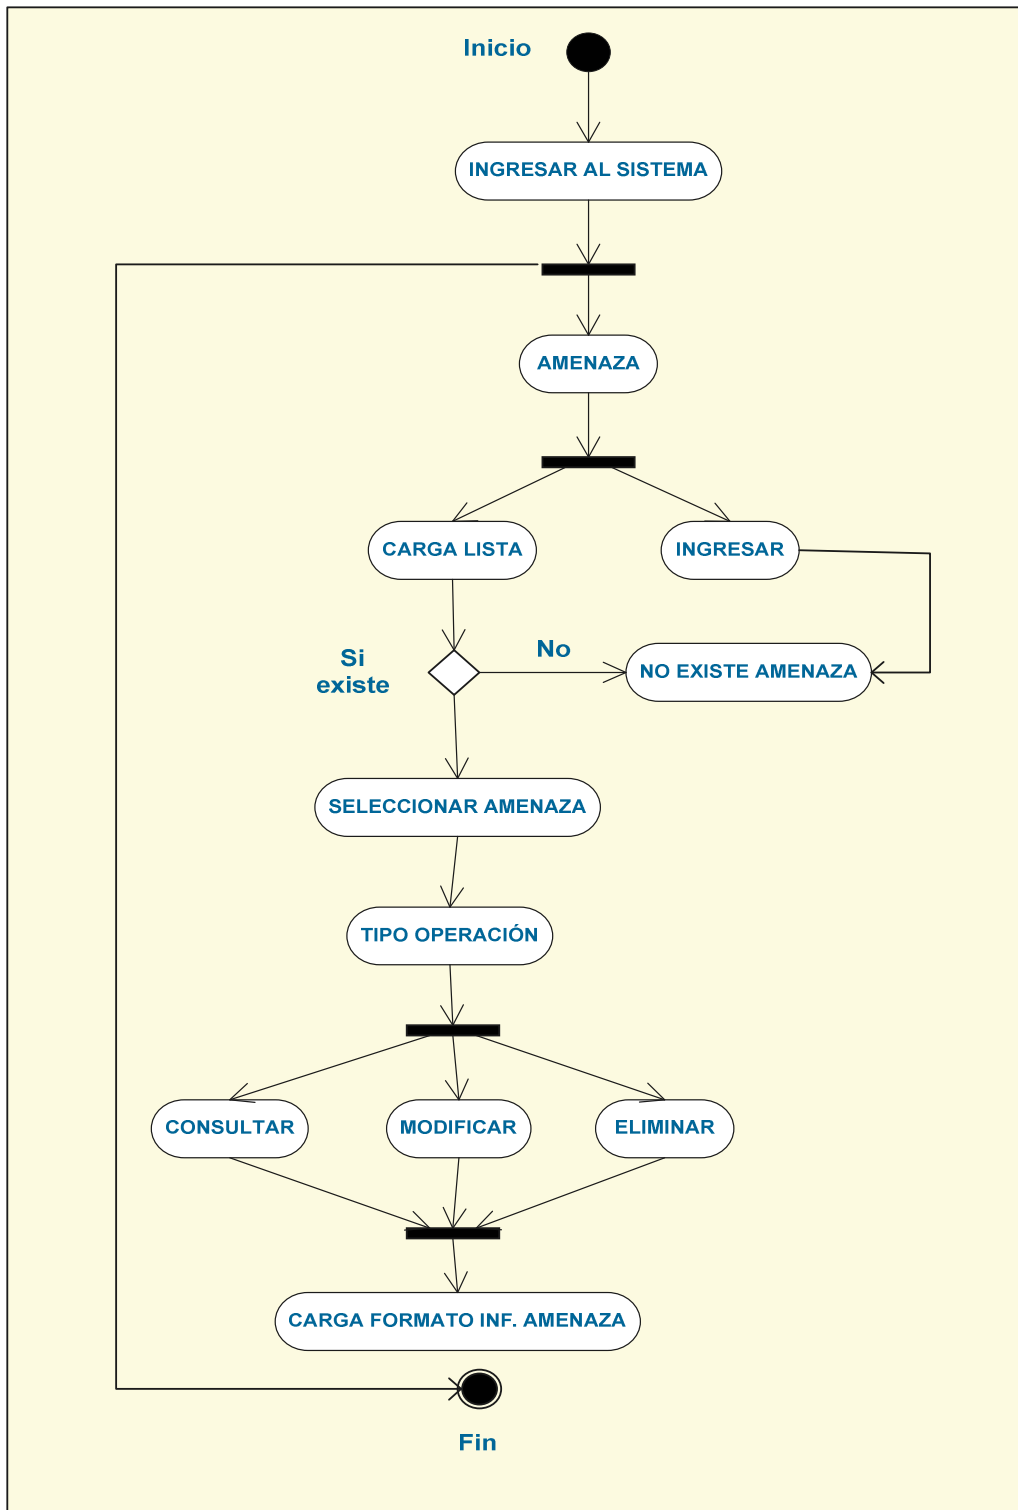 Inicio
INGRESAR AL SISTEMA
AMENAZA
CARGA LISTA
INGRESAR
Si
existe
No
NO EXISTE AMENAZA
SELECCIONAR AMENAZA
TIPO OPERACIÓN
CONSULTAR
MODIFICAR
ELIMINAR
CARGA FORMATO INF. AMENAZA
Fin